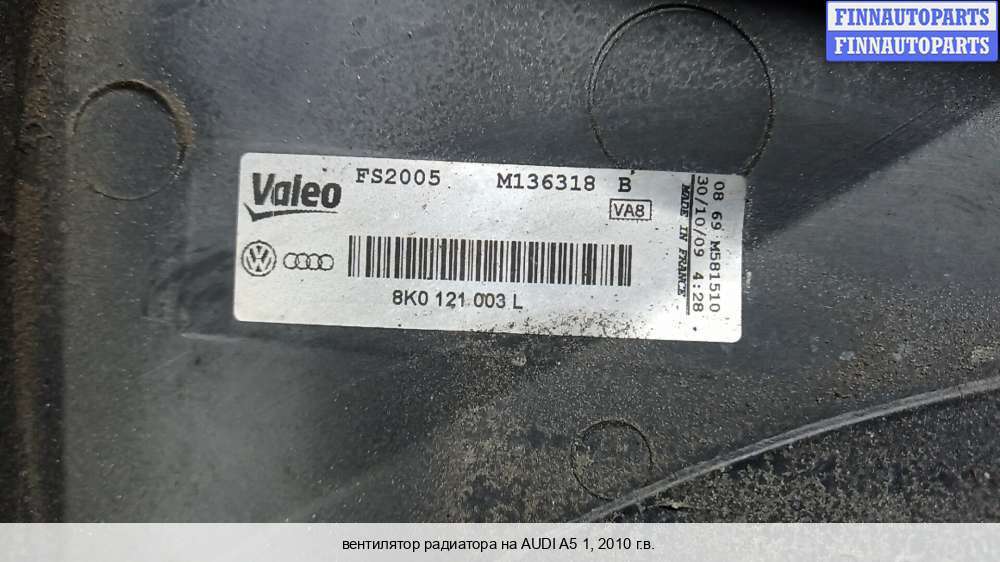 FINNAUTOPARTS
FINNAUTOPARTS
Valeo FS2005 M136318 B
VA8
8K0 121 003 L
MADE IN FRANCE
30/10/09 4:28
08 69 M581510
вентилятор радиатора на AUDI A5 1, 2010 г.в.